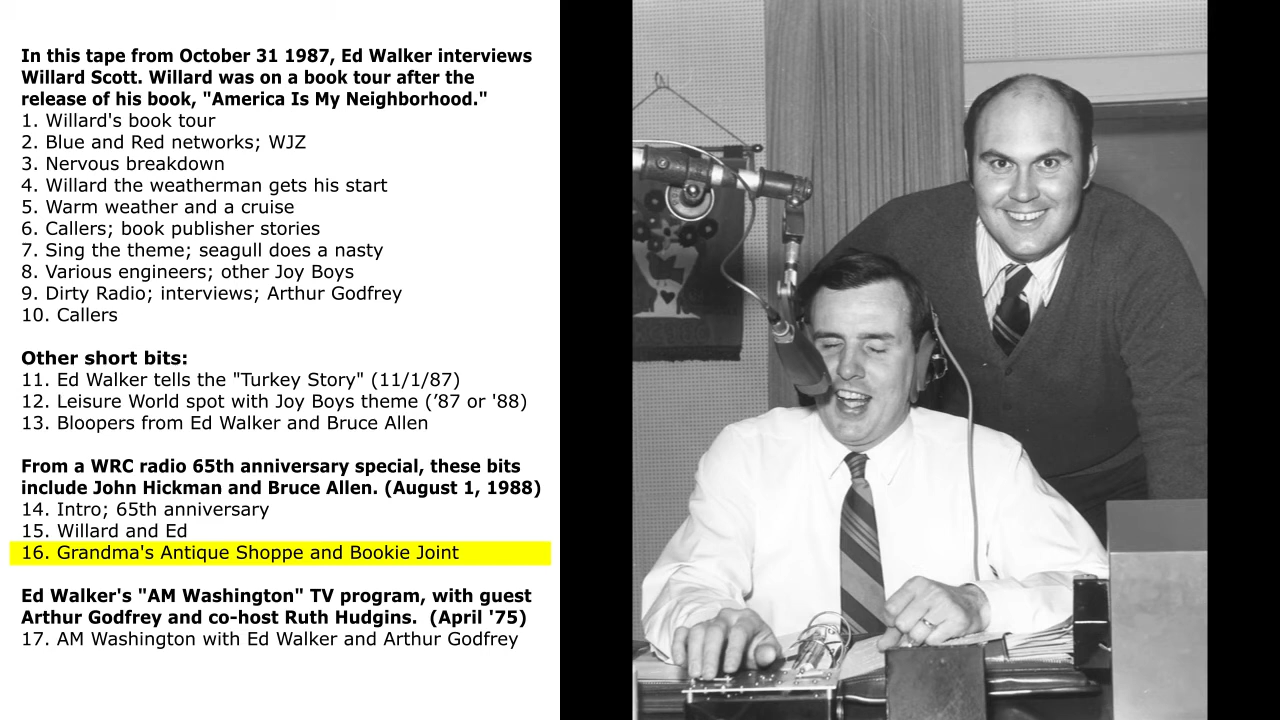 In this tape from October 31 1987, Ed Walker interviews
Willard Scott. Willard was on a book tour after the
release of his book, "America Is My Neighborhood."
1. Willard's book tour
2. Blue and Red networks; WJZ
3. Nervous breakdown
4. Willard the weatherman gets his start
5. Warm weather and a cruise
6. Callers; book publisher stories
7. Sing the theme; seagull does a nasty
8. Various engineers; other Joy Boys
9. Dirty Radio; interviews; Arthur Godfrey
10. Callers
Other short bits:
11. Ed Walker tells the "Turkey Story" (11/1/87)
12. Leisure World spot with Joy Boys theme (’87 or '88)
13. Bloopers from Ed Walker and Bruce Allen
From a WRC radio 65th anniversary special, these bits
include John Hickman and Bruce Allen. (August 1, 1988)
14. Intro; 65th anniversary
15. Willard and Ed
16. Grandma's Antique Shoppe and Bookie Joint
Ed Walker's "AM Washington" TV program, with guest
Arthur Godfrey and co-host Ruth Hudgins.  (April '75)
17. AM Washington with Ed Walker and Arthur Godfrey